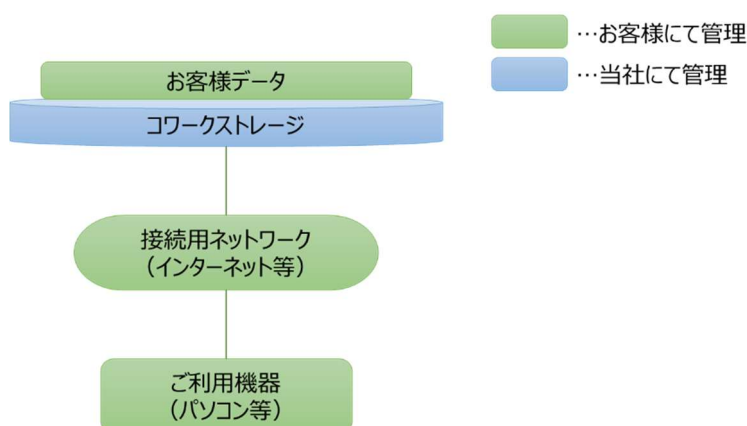 …お客様にて管理
…当社にて管理
お客様データ
コワークストレージ
接続用ネットワーク
（インターネット等）
ご利用機器
（パソコン等）